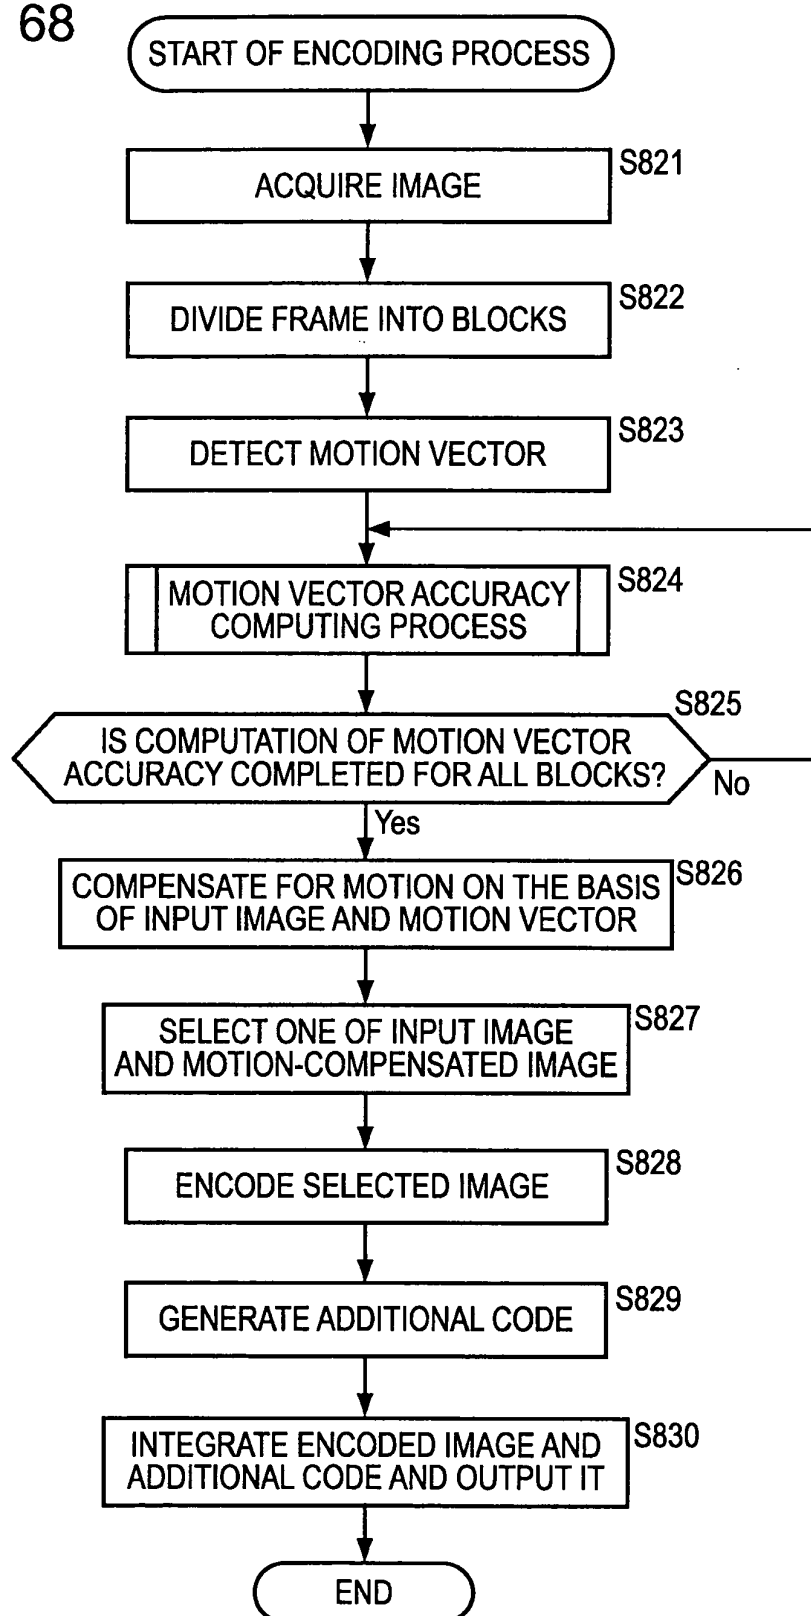 68
START OF ENCODING PROCESS
S821
ACQUIRE IMAGE
S822
DIVIDE FRAME INTO BLOCKS
S823
DETECT MOTION VECTOR
S824
MOTION VECTOR ACCURACY
COMPUTING PROCESS
S825
IS COMPUTATION OF MOTION VECTOR
ACCURACY COMPLETED FOR ALL BLOCKS?
No
Yes
S826
COMPENSATE FOR MOTION ON THE BASIS
OF INPUT IMAGE AND MOTION VECTOR
S827
SELECT ONE OF INPUT IMAGE
AND MOTION-COMPENSATED IMAGE
S828
ENCODE SELECTED IMAGE
S829
GENERATE ADDITIONAL CODE
S830
INTEGRATE ENCODED IMAGE AND
ADDITIONAL CODE AND OUTPUT IT
END